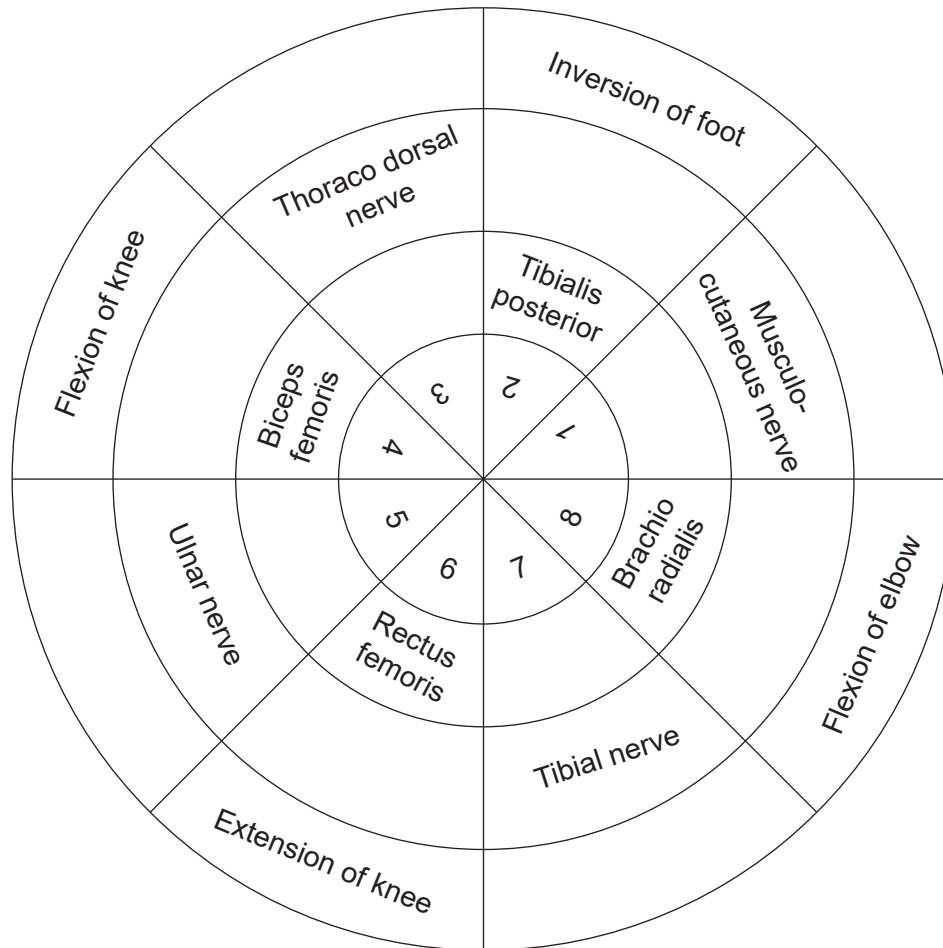 Inversion of foot
Thoraco dorsal
nerve
Flexion of knee
Tibialis
posterior
Musculo-
cutaneous nerve
Biceps
femoris
3
2
4
1
5
8
6
7
Ulnar nerve
Brachio
radialis
Rectus
femoris
Flexion of elbow
Tibial nerve
Extension of knee